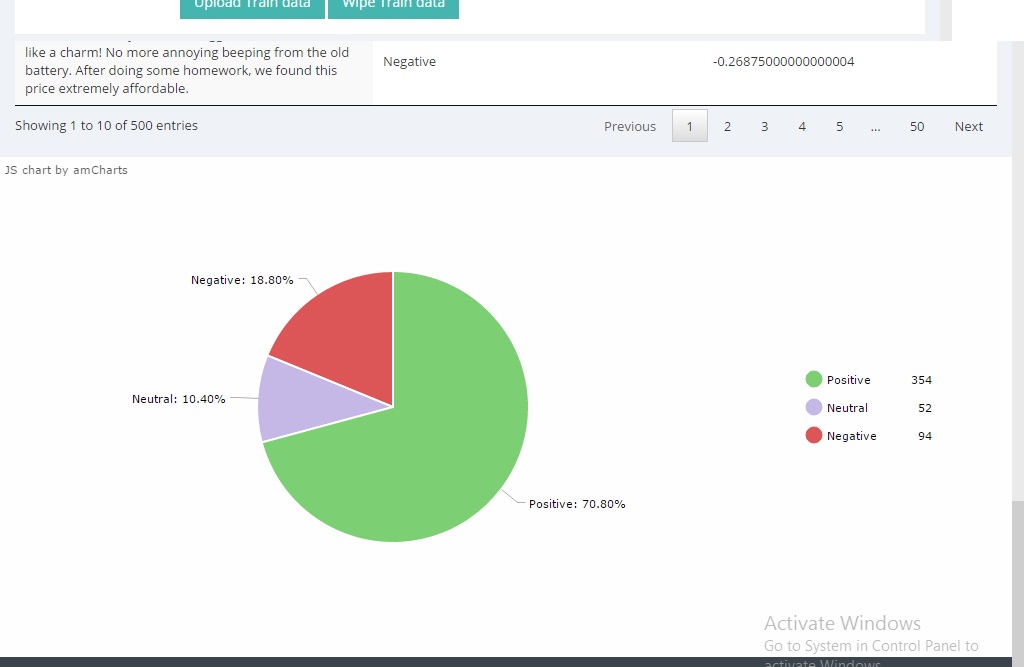 Upload Train data Wipe Train data
like a charm! No more annoying beeping from the old
battery. After doing some homework, we found this
price extremely affordable.
Negative -0.26875000000000004
Showing 1 to 10 of 500 entries
Previous 1 2 3 4 5 ... 50 Next
JS chart by amCharts
Negative: 18.80%
Neutral: 10.40%
Positive: 70.80%
Positive 354
Neutral 52
Negative 94
Activate Windows
Go to System in Control Panel to
activate Windows